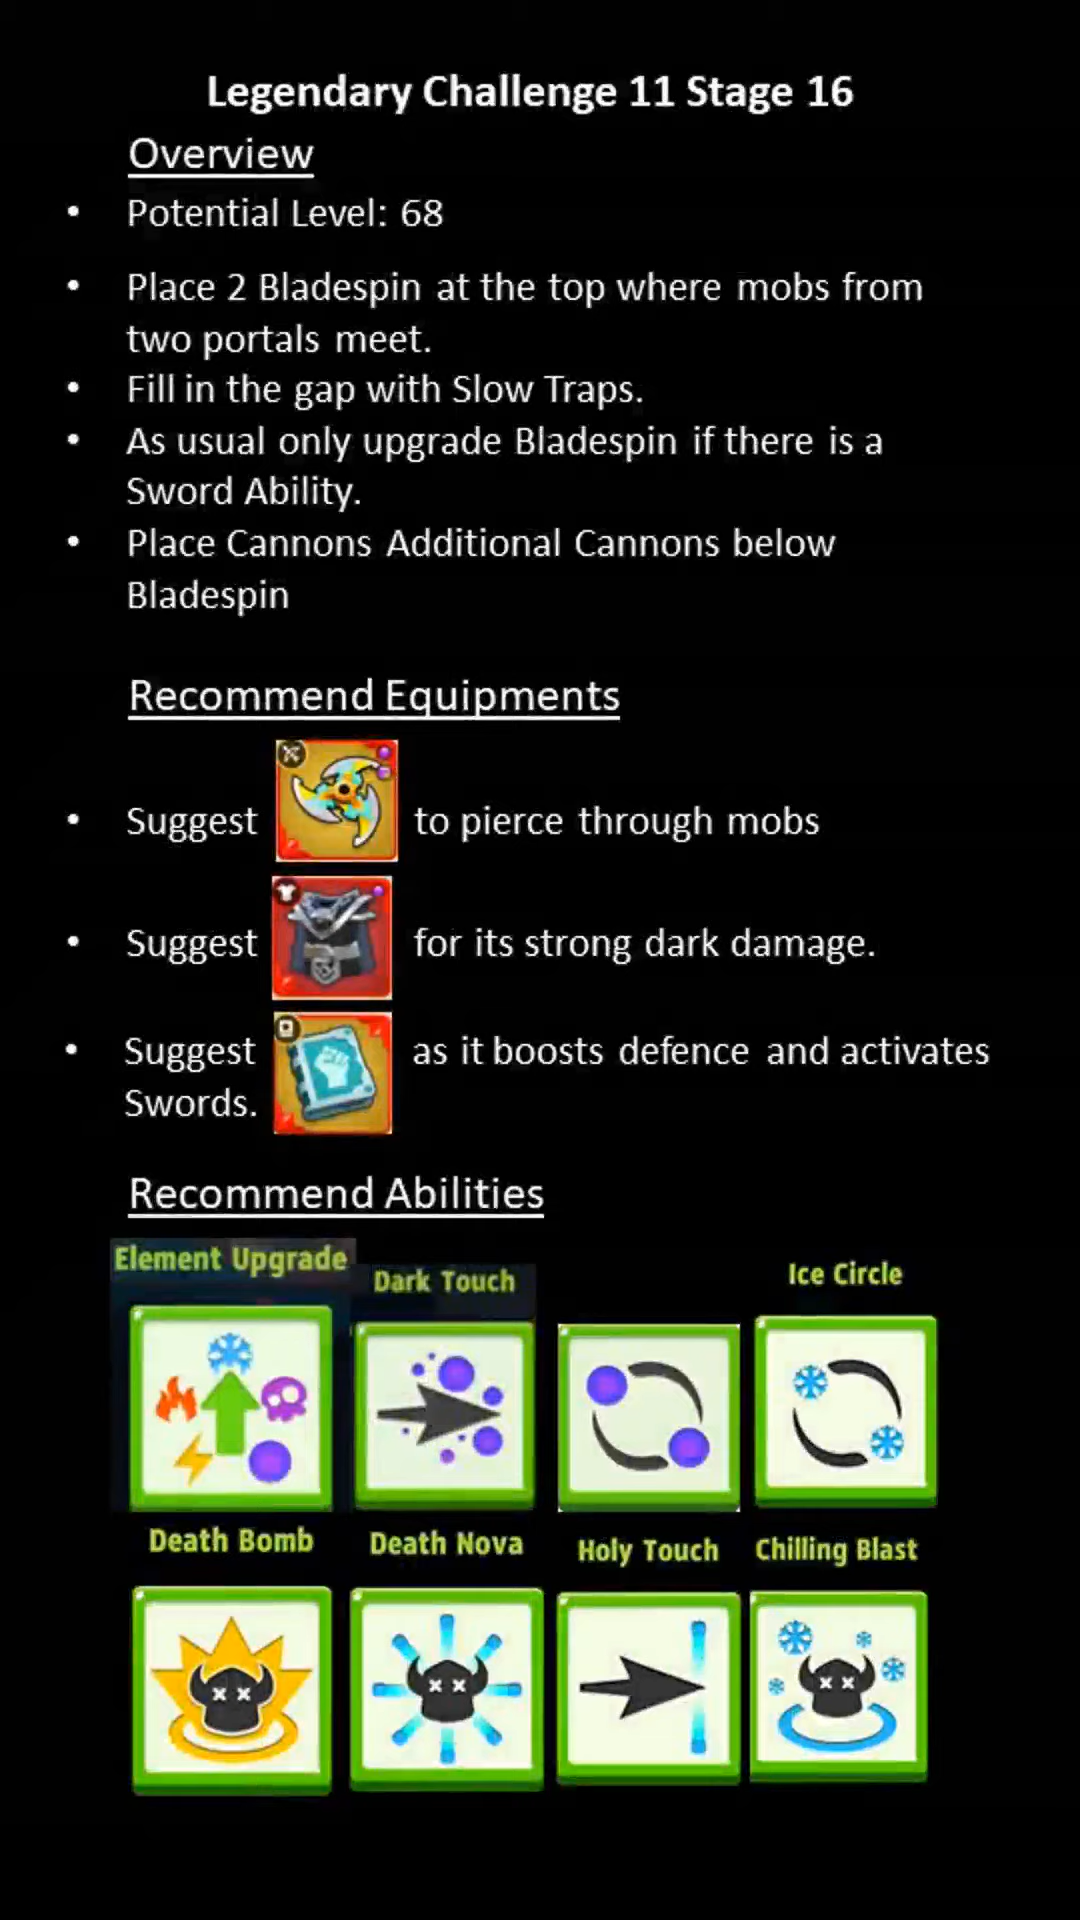 Legendary Challenge 11 Stage 16
Overview
• Potential Level: 68
• Place 2 Bladespin at the top where mobs from
two portals meet.
• Fill in the gap with Slow Traps.
• As usual only upgrade Bladespin if there is a
Sword Ability.
• Place Cannons Additional Cannons below
Bladespin
Recommend Equipments
• Suggest to pierce through mobs
• Suggest for its strong dark damage.
• Suggest as it boosts defence and activates
Swords.
Recommend Abilities
Element Upgrade
Dark Touch
Ice Circle
Death Bomb
Death Nova
Holy Touch
Chilling Blast